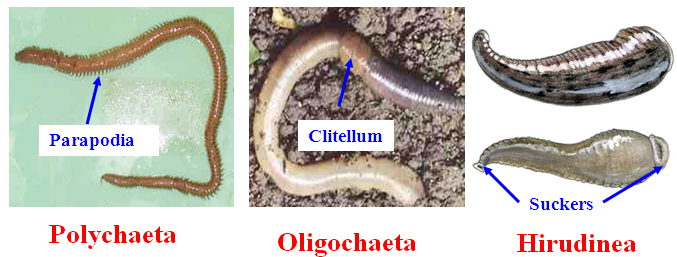 Parapodia
Clitellum
Suckers
Polychaeta
Oligochaeta
Hirudinea